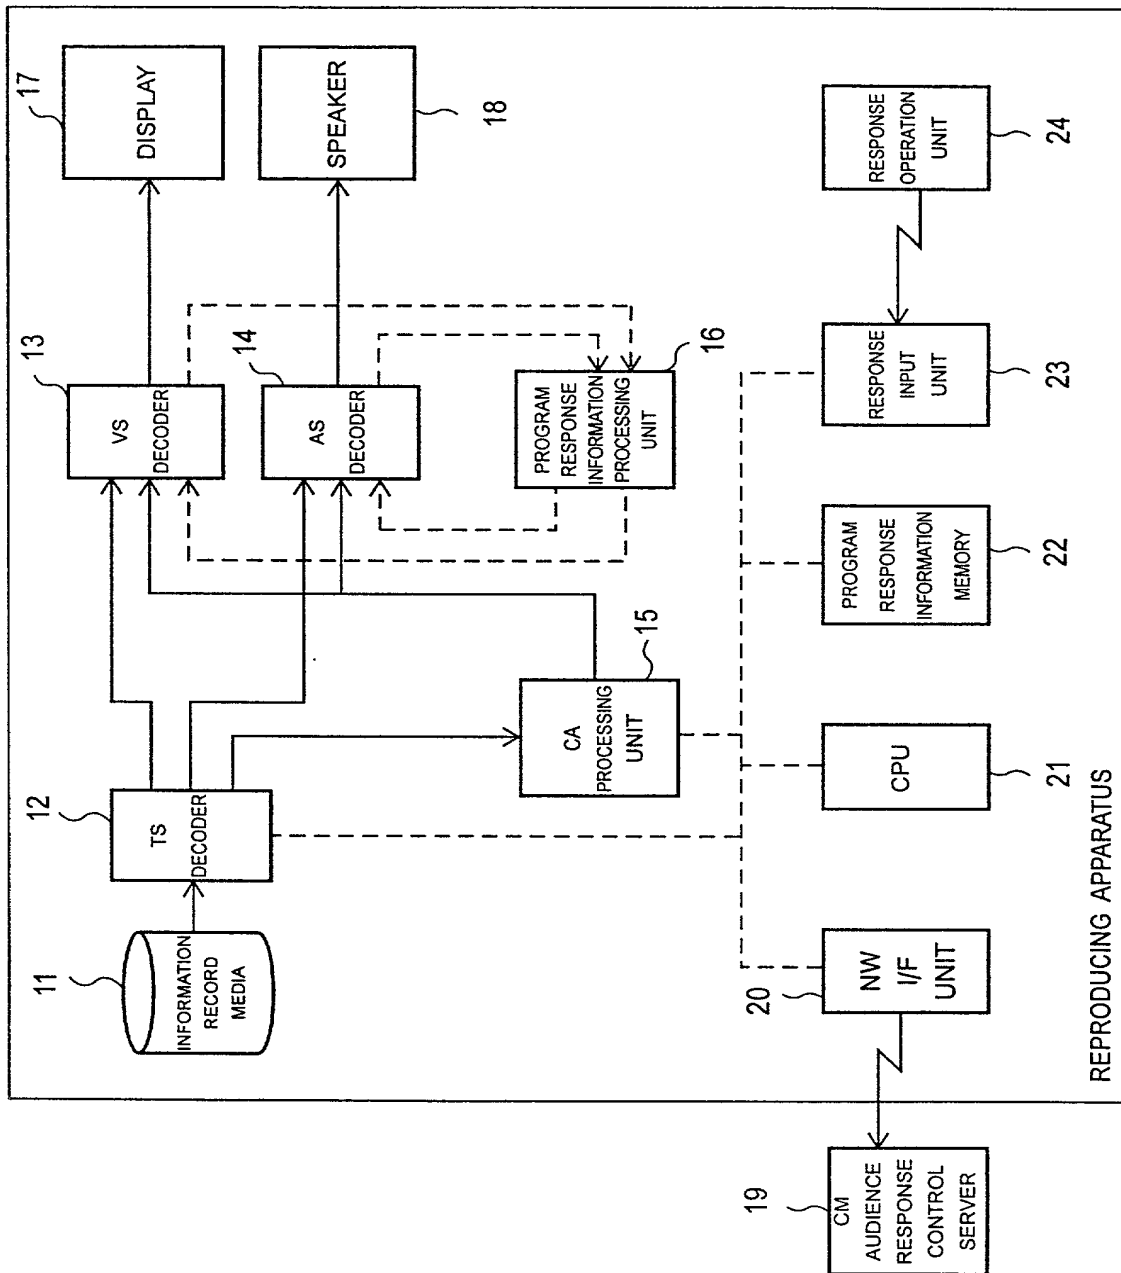 17
DISPLAY
SPEAKER
18
13
VS
DECODER
14
AS
DECODER
PROGRAM
RESPONSE
INFORMATION
PROCESSING
UNIT
16
12
TS
DECODER
CA
PROCESSING
UNIT
15
11
INFORMATION
RECORD
MEDIA
RESPONSE
OPERATION
UNIT
24
RESPONSE
INPUT
UNIT
23
PROGRAM
RESPONSE
INFORMATION
MEMORY
22
CPU
21
NW
I/F
UNIT
20
REPRODUCING APPARATUS
19
CM
AUDIENCE
RESPONSE
CONTROL
SERVER